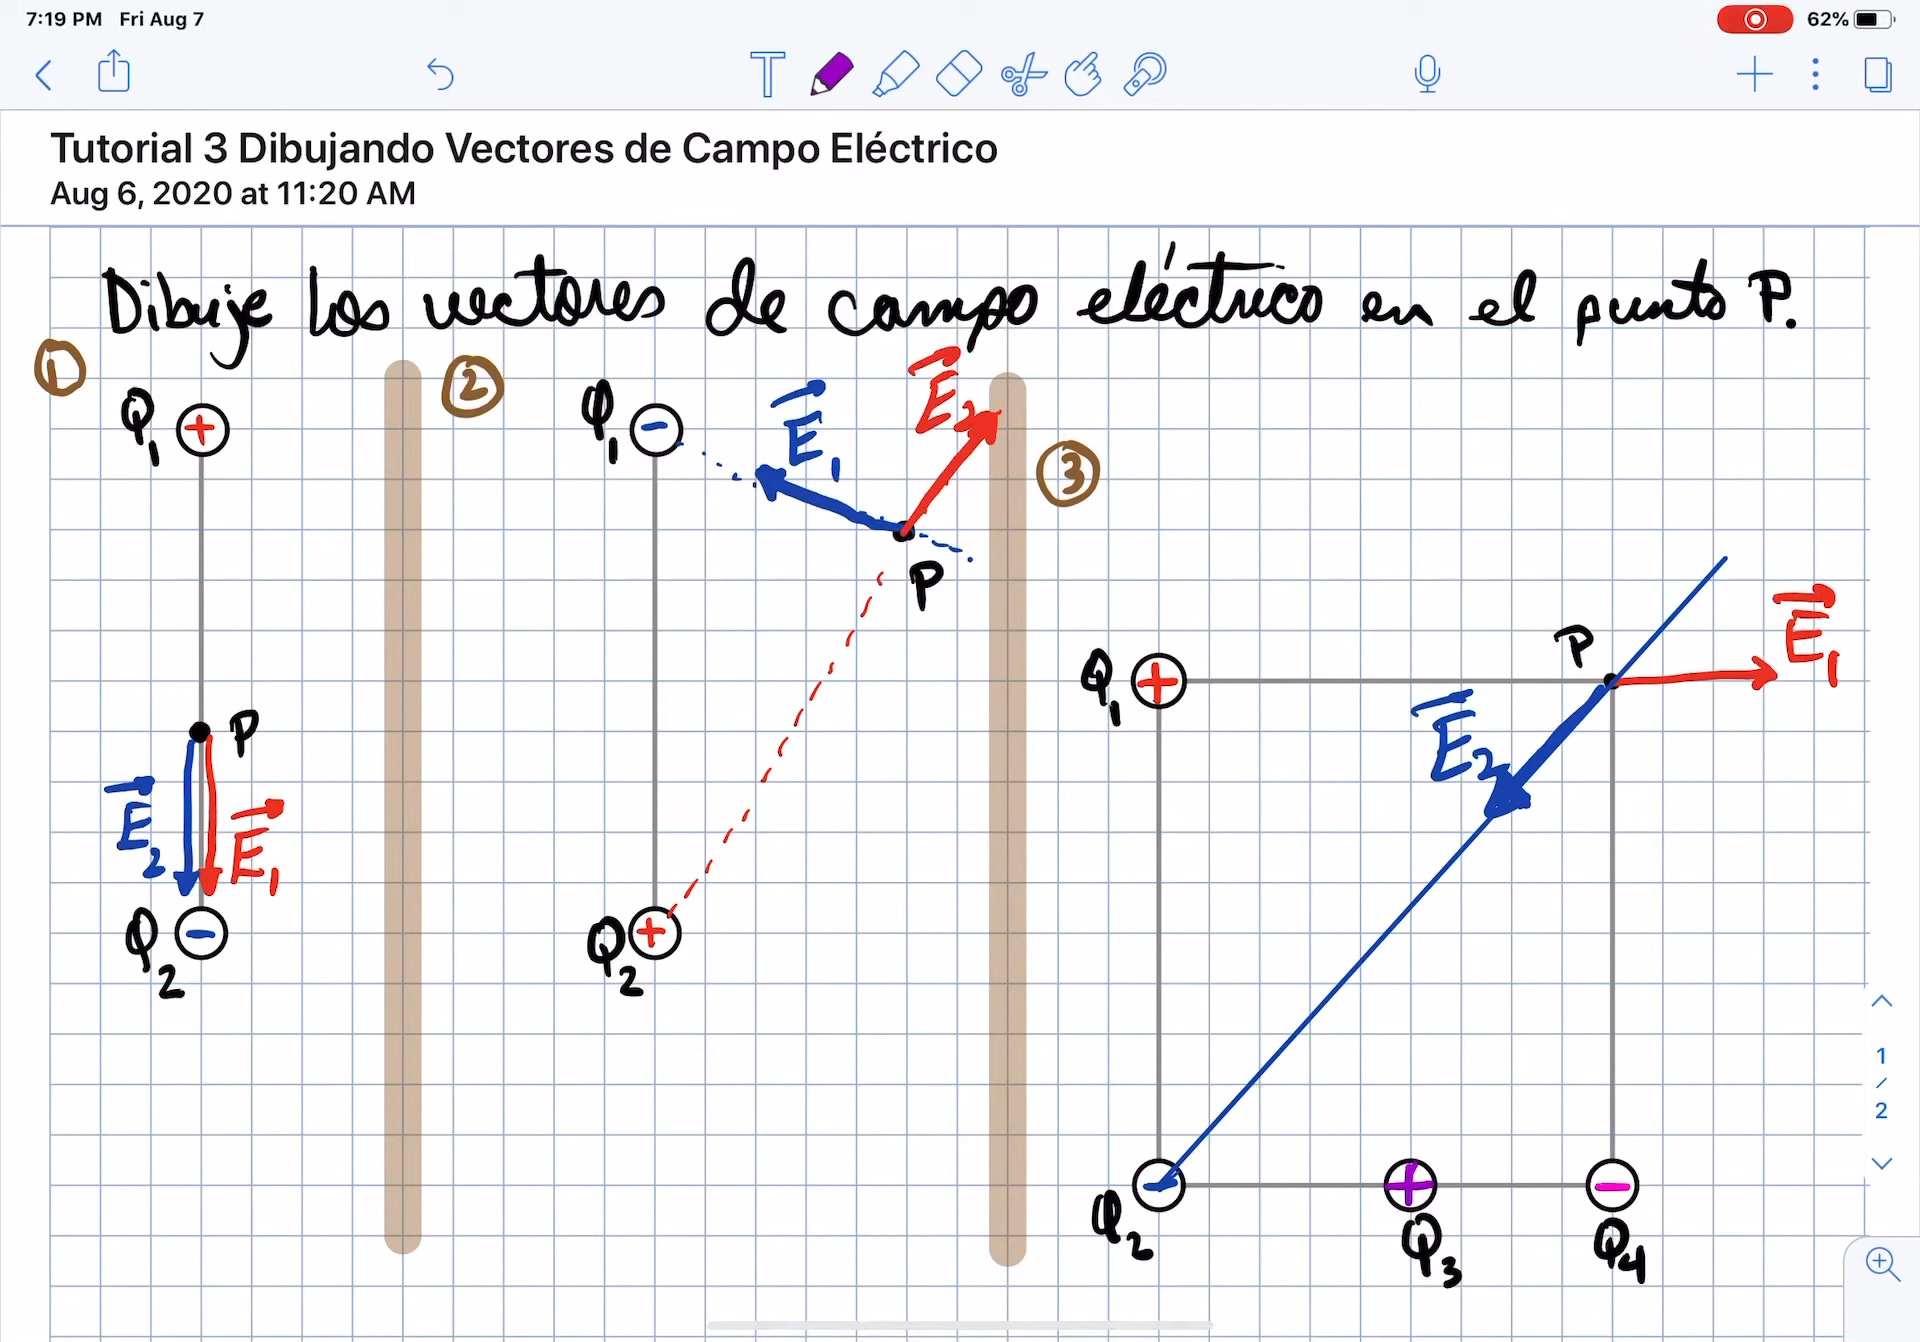 7:19 PM Fri Aug 7
62%
Tutorial 3 Dibujando Vectores de Campo Eléctrico
Aug 6, 2020 at 11:20 AM
Dibuje los vectores de campo eléctrico en el punto P.
1
Q1 +
P
E2 E1
Q2 -
2
Q1 -
E1 E2
P
Q2 +
3
Q1 +
P
E1
E2
Q2 -
+ Q3
- Q4
1
/
2